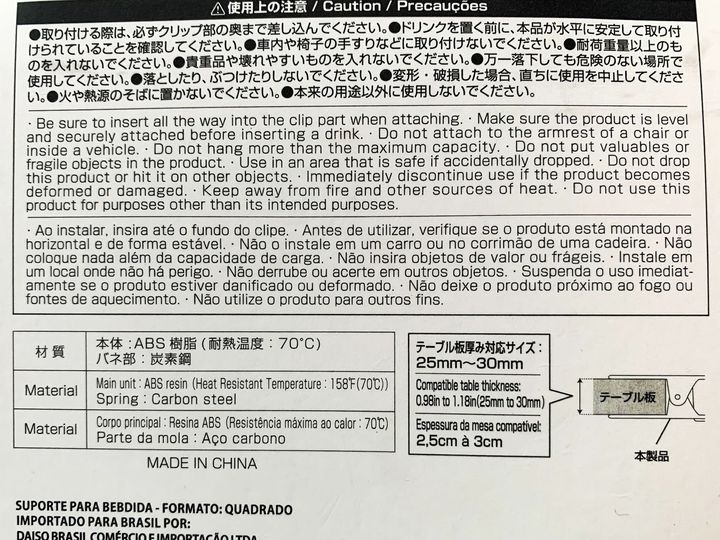 ⚠使用上の注意 / Caution / Precauções
●取り付ける際は、必ずクリップ部の奥まで差し込んでください。●ドリンクを置く前に、本品が水平に安定して取り付
けられていることを確認してください。●車内や椅子の手すりなどに取り付けないでください。●耐荷重量以上のも
のを入れないでください。●貴重品や壊れやすいものを入れないでください。●万一落下しても危険のない場所で
使用してください。●落としたり、ぶつけたりしないでください。●変形・破損した場合、直ちに使用を中止してくださ
い。●火や熱源のそばに置かないでください。●本来の用途以外に使用しないでください。
· Be sure to insert all the way into the clip part when attaching. · Make sure the product is level
and securely attached before inserting a drink. · Do not attach to the armrest of a chair or
inside a vehicle. · Do not hang more than the maximum capacity. · Do not put valuables or
fragile objects in the product. · Use in an area that is safe if accidentally dropped. · Do not drop
this product or hit it on other objects. · Immediately discontinue use if the product becomes
deformed or damaged. · Keep away from fire and other sources of heat. · Do not use this
product for purposes other than its intended purposes.
· Ao instalar, insira até o fundo do clipe. · Antes de utilizar, verifique se o produto está montado na
horizontal e de forma estável. · Não o instale em um carro ou no corrimão de uma cadeira. · Não
coloque nada além da capacidade de carga. · Não insira objetos de valor ou frágeis. · Instale em
um local onde não há perigo. · Não derrube ou acerte em outros objetos. · Suspenda o uso imediat-
amente se o produto estiver danificado ou deformado. · Não deixe o produto próximo ao fogo ou
fontes de aquecimento. · Não utilize o produto para outros fins.
材質
本体：ABS 樹脂（耐熱温度：70℃）
バネ部：炭素鋼
Material
Main unit : ABS resin (Heat Resistant Temperature : 158℉(70℃))
Spring : Carbon steel
Material
Corpo principal : Resina ABS (Resistência máxima ao calor : 70℃)
Parte da mola : Aço carbono
MADE IN CHINA
テーブル板厚み対応サイズ：
25mm～30mm
Compatible table thickness:
0.98in to 1.18in(25mm to 30mm)
Espessura da mesa compatível:
2,5cm à 3cm
テーブル板
本製品
SUPORTE PARA BEBDIDA - FORMATO: QUADRADO
IMPORTADO PARA BRASIL POR:
DAISO BRASIL COMÉRCIO E IMPORTAÇÃO LTDA